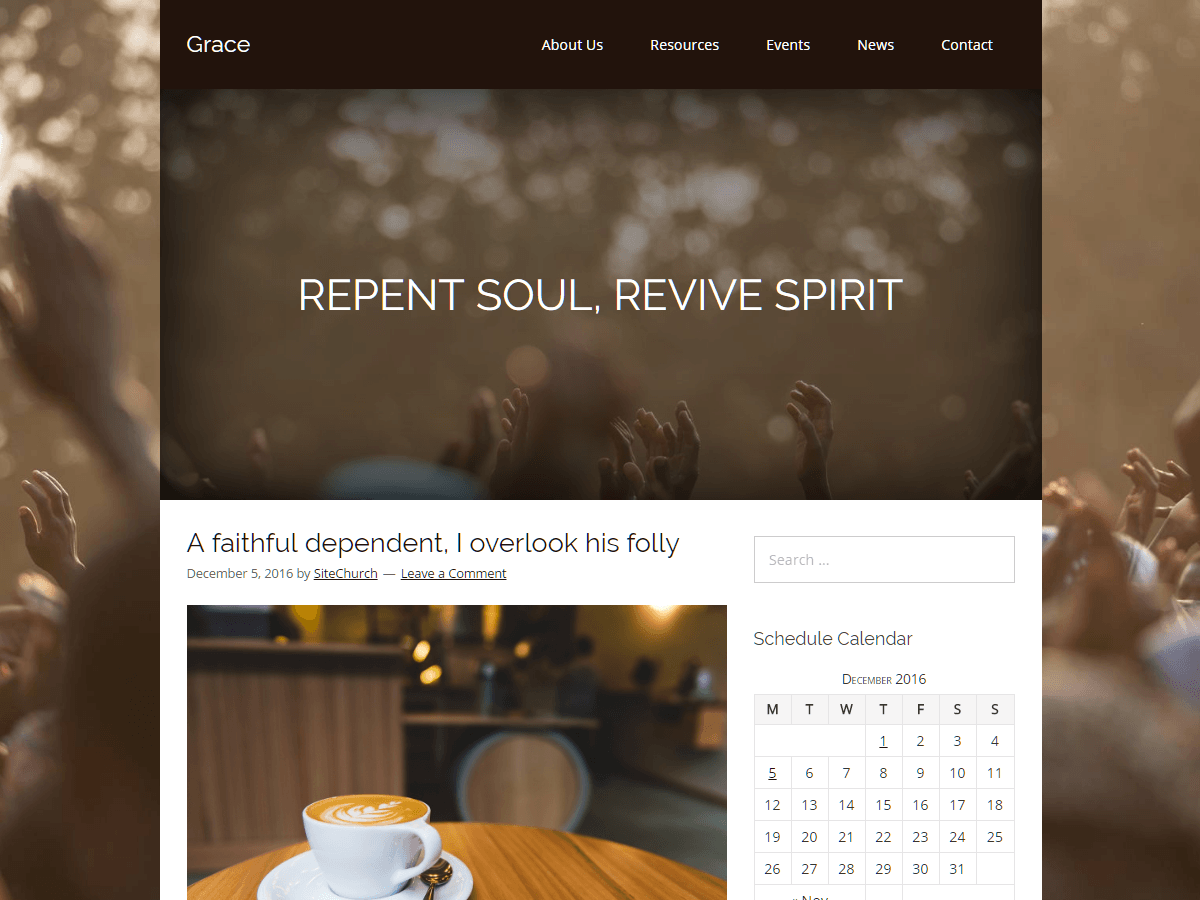 Grace
About Us Resources Events News Contact
REPENT SOUL, REVIVE SPIRIT
A faithful dependent, I overlook his folly
December 5, 2016 by SiteChurch — Leave a Comment
Search ...
Schedule Calendar
December 2016
M T W T F S S
1 2 3 4
5 6 7 8 9 10 11
12 13 14 15 16 17 18
19 20 21 22 23 24 25
26 27 28 29 30 31
« Nov